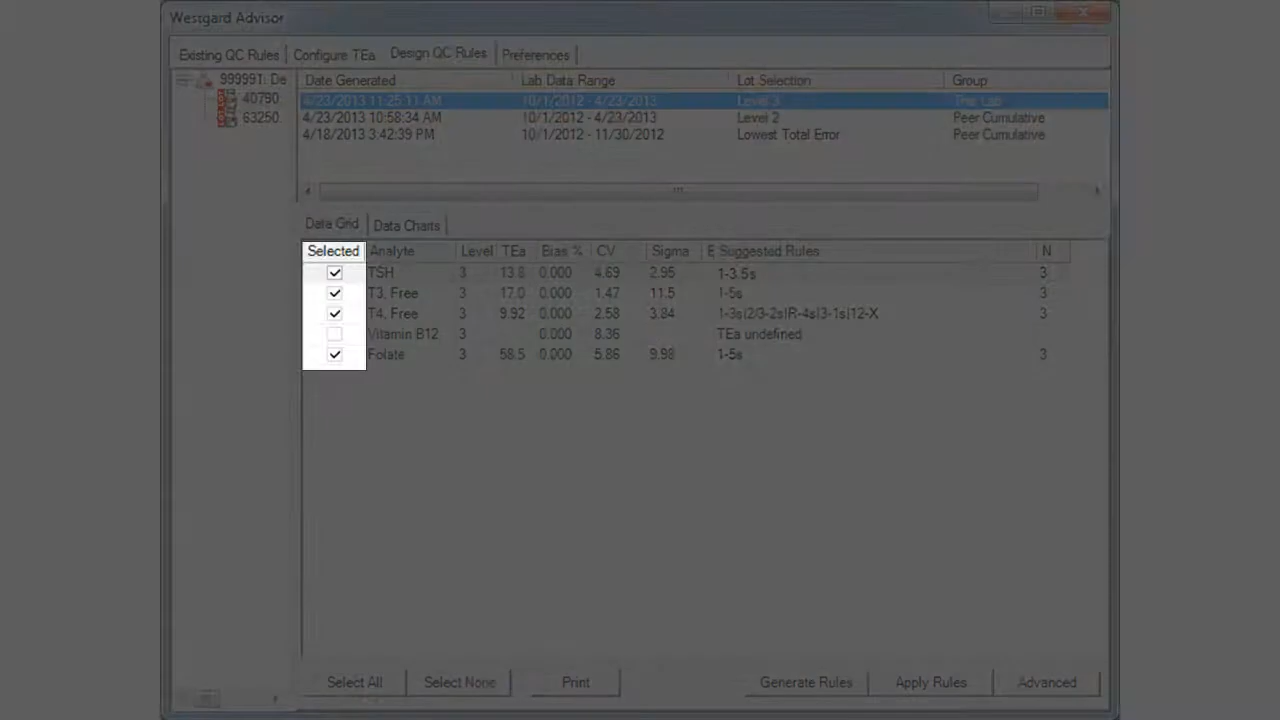 Westgard Advisor
Existing QC Rules Configure TEa Design QC Rules Preferences
999991: De
40790.
63250.
Date Generated Lab Data Range Lot Selection Group
4/23/2013 11:25:11 AM 10/1/2012 - 4/23/2013 Level 3 This Lab
4/23/2013 10:58:34 AM 10/1/2012 - 4/23/2013 Level 2 Peer Cumulative
4/18/2013 3:42:39 PM 10/1/2012 - 11/30/2012 Lowest Total Error Peer Cumulative
Data Grid Data Charts
Selected Analyte Level TEa Bias % CV Sigma E Suggested Rules N
TSH 3 13.8 0.000 4.69 2.95 1-3.5s 3
T3, Free 3 17.0 0.000 1.47 11.5 1-5s 3
T4, Free 3 9.92 0.000 2.58 3.84 1-3s|2/3-2s|R-4s|3-1s|12-X 3
Vitamin B12 3 0.000 8.36 TEa undefined
Folate 3 58.5 0.000 5.86 9.98 1-5s 3
Select All Select None Print Generate Rules Apply Rules Advanced